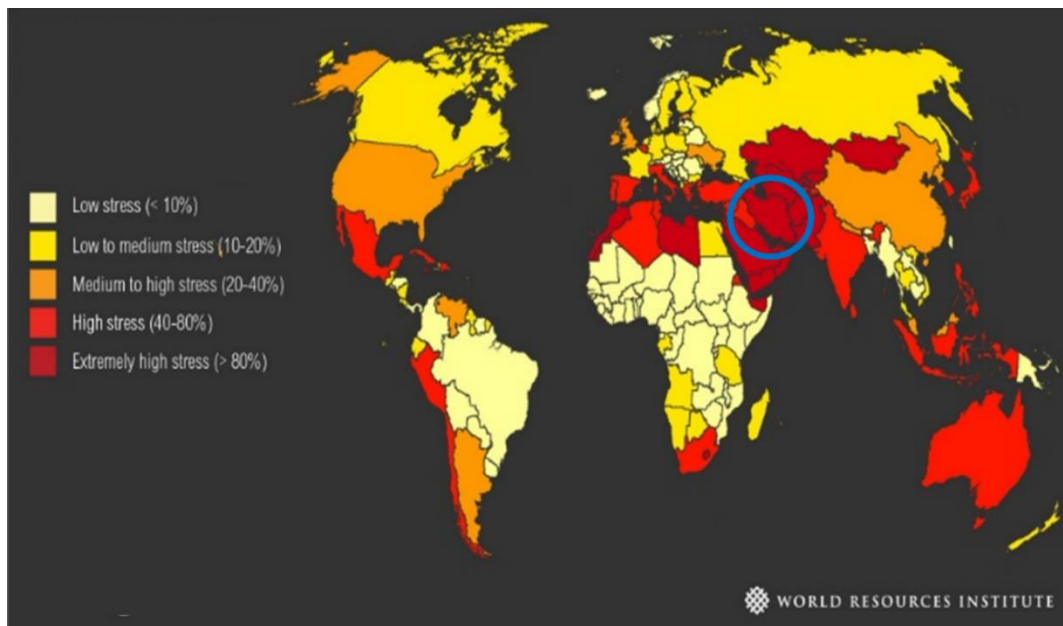 Low stress (< 10%)
Low to medium stress (10-20%)
Medium to high stress (20-40%)
High stress (40-80%)
Extremely high stress (> 80%)
WORLD RESOURCES INSTITUTE